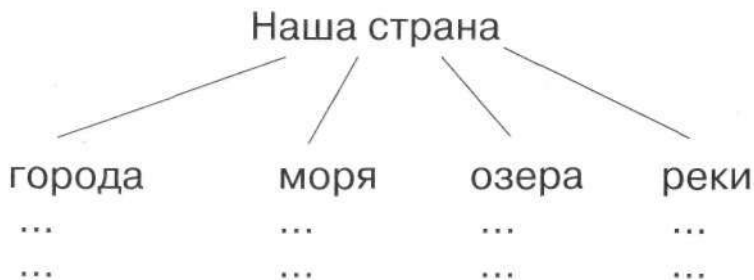 Наша страна
города моря озера реки
... ... ... ...
... ... ... ...